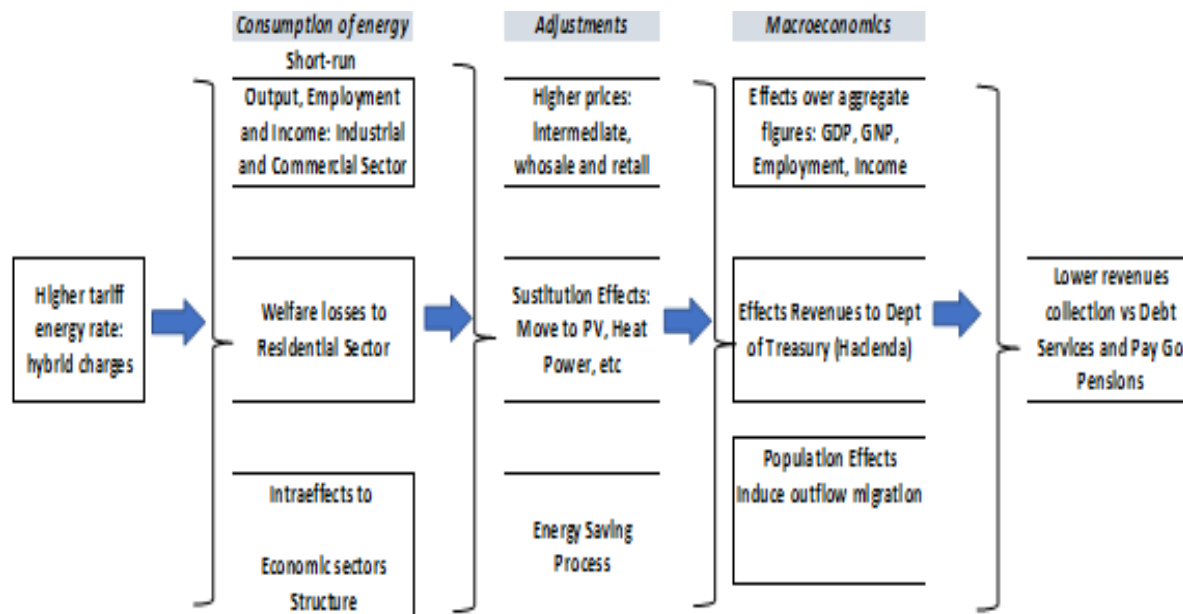 Consumption of energy
Short-run
Output, Employment
and Income: Industrial
and Commercial Sector
Adjustments
Higher prices:
Intermediate,
whosale and retail
Macroeconomics
Effects over aggregate
figures: GDP, GNP,
Employment, Income
Higher tariff
energy rate:
hybrid charges
Welfare losses to
Residential Sector
Sustitution Effects:
Move to PV, Heat
Power, etc
Effects Revenues to Dept
of Treasury (Hacienda)
Lower revenues
collection vs Debt
Services and Pay Go
Pensions
Intraeffects to
Economic sectors
Structure
Energy Saving
Process
Population Effects
Induce outflow migration